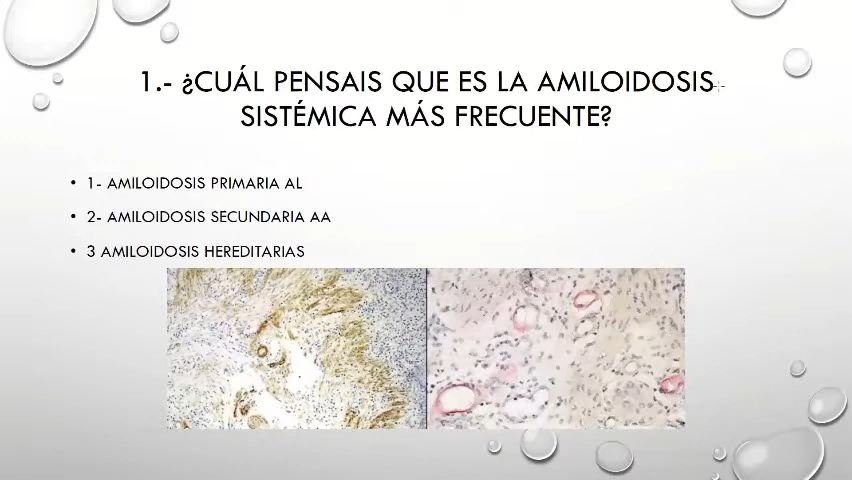 1.- ¿CUÁL PENSAIS QUE ES LA AMILOIDOSIS
SISTÉMICA MÁS FRECUENTE?
• 1- AMILOIDOSIS PRIMARIA AL
• 2- AMILOIDOSIS SECUNDARIA AA
• 3 AMILOIDOSIS HEREDITARIAS